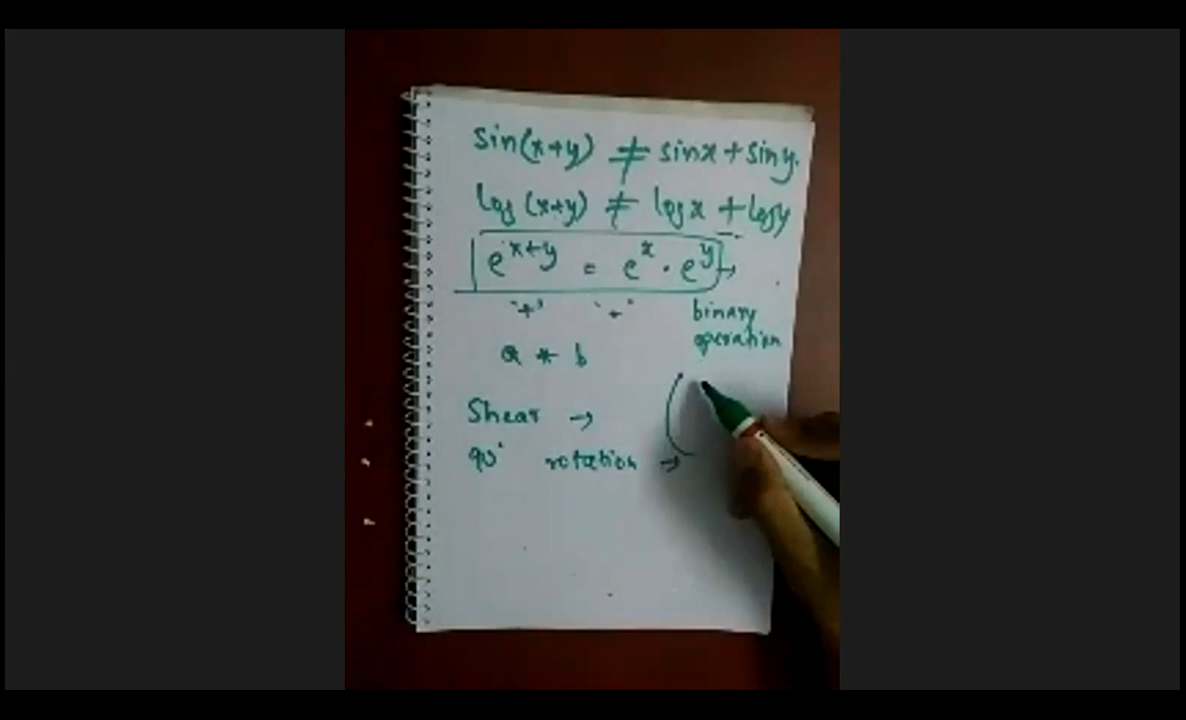 sin(x+y) ≠ sinx + siny.
log (x+y) ≠ logx + logy
e^{x+y} = e^x · e^y →
"+" "·"
binary
operation
a * b
Shear →
90° rotation →